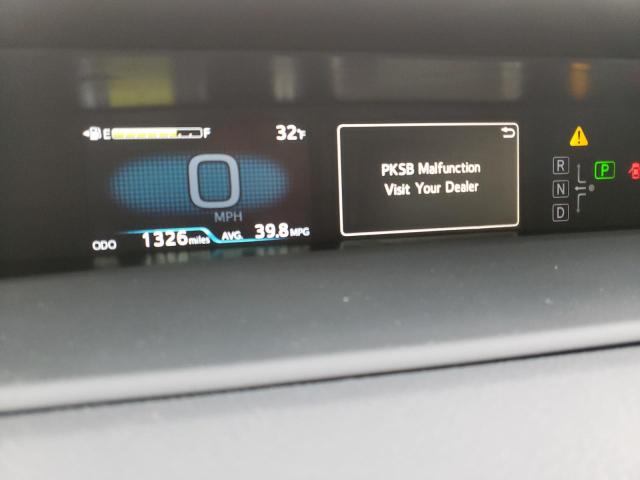 E F 32°F
0
MPH
ODO 1326 miles AVG. 39.8 MPG
PKSB Malfunction
Visit Your Dealer
R
P
N
D